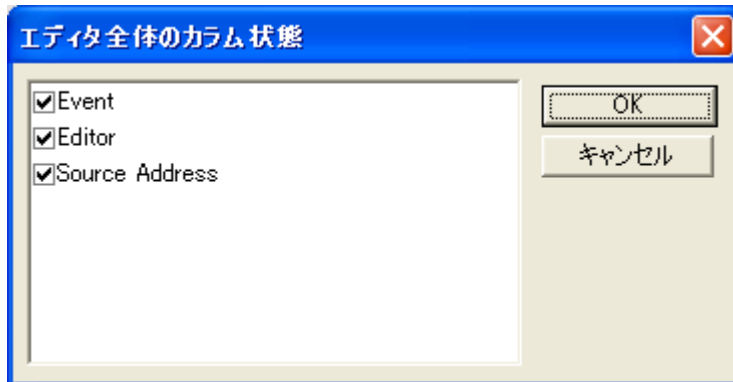 エディタ全体のカラム状態
Event
Editor
Source Address
OK
キャンセル